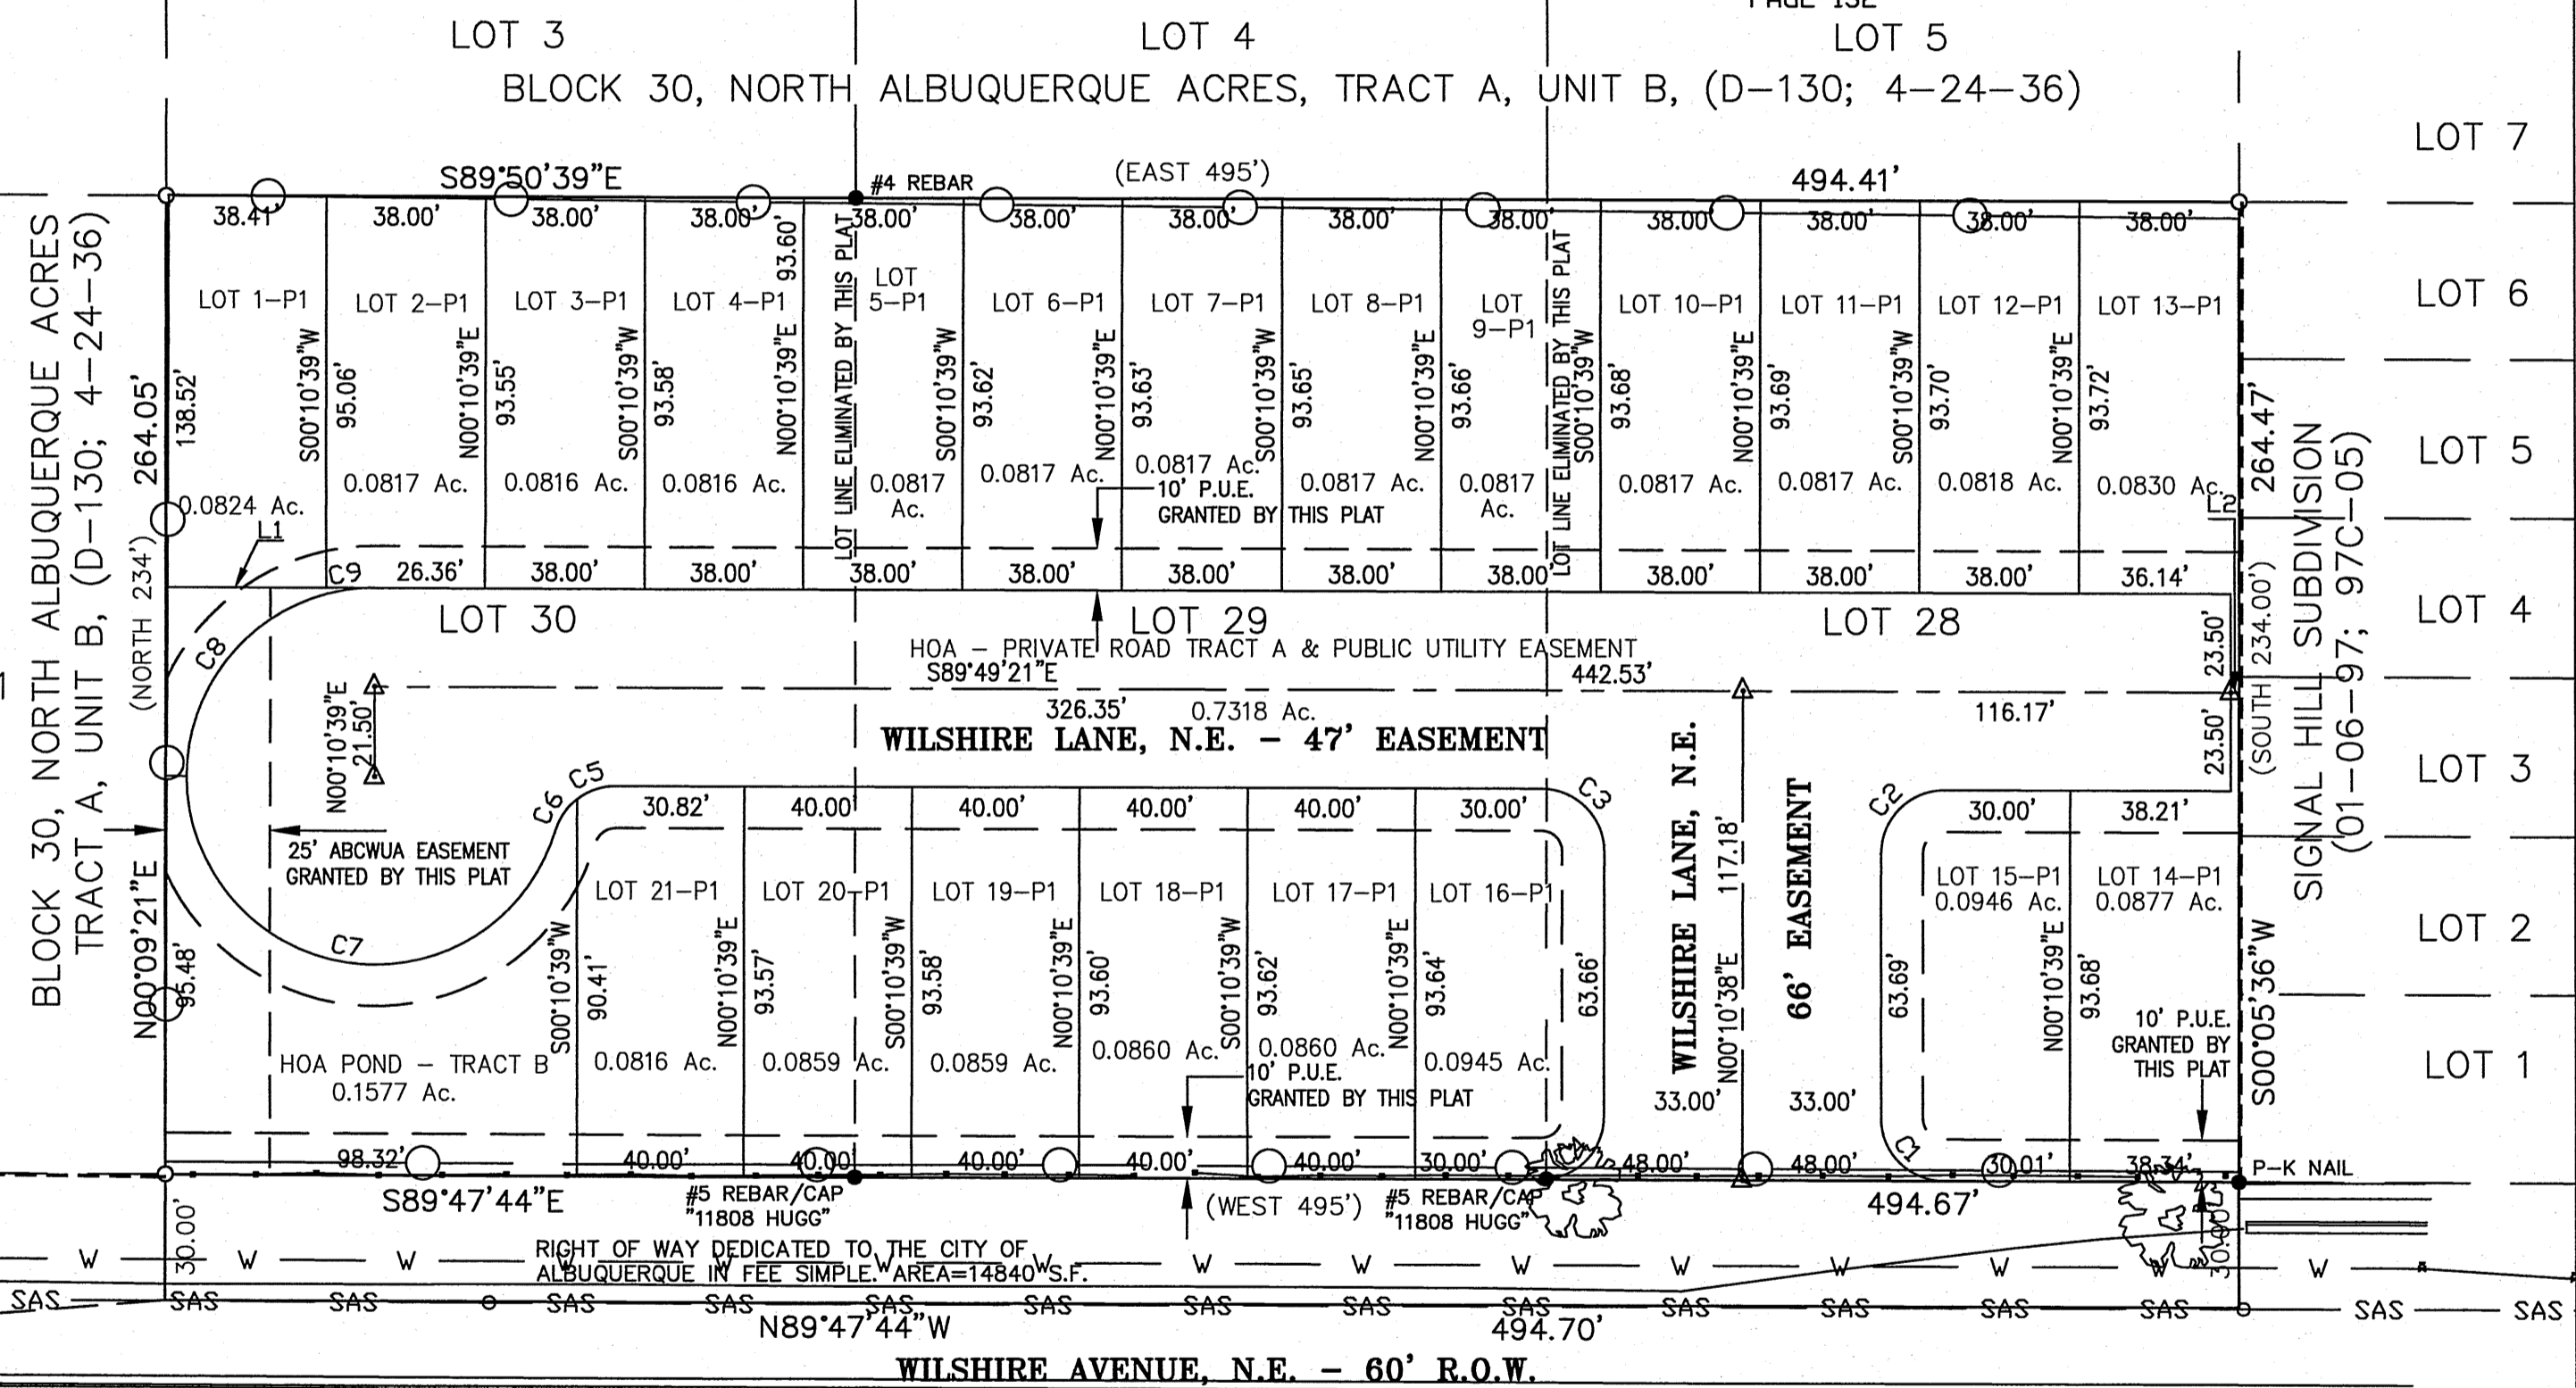 LOT 3
LOT 4
LOT 5
BLOCK 30, NORTH ALBUQUERQUE ACRES, TRACT A, UNIT B, (D-130; 4-24-36)
LOT 7
LOT 6
LOT 5
LOT 4
LOT 3
LOT 2
LOT 1
BLOCK 30, NORTH ALBUQUERQUE ACRES
TRACT A, UNIT B, (D-130; 4-24-36)
SIGNAL HILL SUBDIVISION
(01-06-97; 97C-05)
S89°50'39"E
#4 REBAR
(EAST 495')
494.41'
38.41'
38.00'
38.00'
38.00'
38.00'
38.00'
38.00'
38.00'
38.00'
38.00'
38.00'
38.00'
38.00'
LOT 1-P1
LOT 2-P1
LOT 3-P1
LOT 4-P1
LOT
5-P1
LOT 6-P1
LOT 7-P1
LOT 8-P1
LOT
9-P1
LOT 10-P1
LOT 11-P1
LOT 12-P1
LOT 13-P1
264.05'
138.52'
S00°10'39"W
95.06'
N00°10'39"E
93.55'
S00°10'39"W
93.58'
N00°10'39"E
93.60'
LOT LINE ELIMINATED BY THIS PLAT
S00°10'39"W
93.62'
N00°10'39"E
93.63'
S00°10'39"W
93.65'
N00°10'39"E
93.66'
LOT LINE ELIMINATED BY THIS PLAT
S00°10'39"W
93.68'
N00°10'39"E
93.69'
S00°10'39"W
93.70'
N00°10'39"E
93.72'
264.47'
0.0824 Ac.
0.0817 Ac.
0.0816 Ac.
0.0816 Ac.
0.0817
Ac.
0.0817 Ac.
0.0817 Ac.
0.0817 Ac.
0.0817
Ac.
0.0817 Ac.
0.0817 Ac.
0.0818 Ac.
0.0830 Ac.
10' P.U.E.
GRANTED BY THIS PLAT
L1
L2
(NORTH 234')
(SOUTH 234.00')
C9
26.36'
38.00'
38.00'
38.00'
38.00'
38.00'
38.00'
38.00'
38.00'
38.00'
38.00'
36.14'
LOT 30
LOT 29
LOT 28
C8
HOA - PRIVATE ROAD TRACT A & PUBLIC UTILITY EASEMENT
S89°49'21"E
442.53'
23.50'
23.50'
326.35'
0.7318 Ac.
116.17'
N00°10'39"E
21.50'
WILSHIRE LANE, N.E. - 47' EASEMENT
WILSHIRE LANE, N.E.
N00°10'38"E 117.18'
66' EASEMENT
C6
C5
C3
C2
30.82'
40.00'
40.00'
40.00'
40.00'
30.00'
30.00'
38.21'
25' ABCWUA EASEMENT
GRANTED BY THIS PLAT
LOT 21-P1
LOT 20-P1
LOT 19-P1
LOT 18-P1
LOT 17-P1
LOT 16-P1
LOT 15-P1
0.0946 Ac.
LOT 14-P1
0.0877 Ac.
N00°09'21"E
95.48'
C7
S00°10'39"W
90.41'
N00°10'39"E
93.57'
S00°10'39"W
93.58'
N00°10'39"E
93.60'
S00°10'39"W
93.62'
N00°10'39"E
93.64'
63.66'
63.69'
N00°10'39"E
93.68'
S00°05'36"W
HOA POND - TRACT B
0.1577 Ac.
0.0816 Ac.
0.0859 Ac.
0.0859 Ac.
0.0860 Ac.
0.0860 Ac.
0.0945 Ac.
10' P.U.E.
GRANTED BY THIS PLAT
33.00'
33.00'
10' P.U.E.
GRANTED BY
THIS PLAT
C1
98.32'
40.00'
40.00'
40.00'
40.00'
40.00'
30.00'
48.00'
48.00'
30.01'
38.34'
P-K NAIL
S89°47'44"E
#5 REBAR/CAP
"11808 HUGG"
(WEST 495')
#5 REBAR/CAP
"11808 HUGG"
494.67'
30.00'
30.00'
RIGHT OF WAY DEDICATED TO THE CITY OF
ALBUQUERQUE IN FEE SIMPLE. AREA=14840 S.F.
W W W W W W W W W W W W W W W
SAS SAS SAS SAS SAS SAS SAS SAS SAS SAS SAS SAS SAS SAS SAS SAS SAS
N89°47'44"W
494.70'
WILSHIRE AVENUE, N.E. - 60' R.O.W.